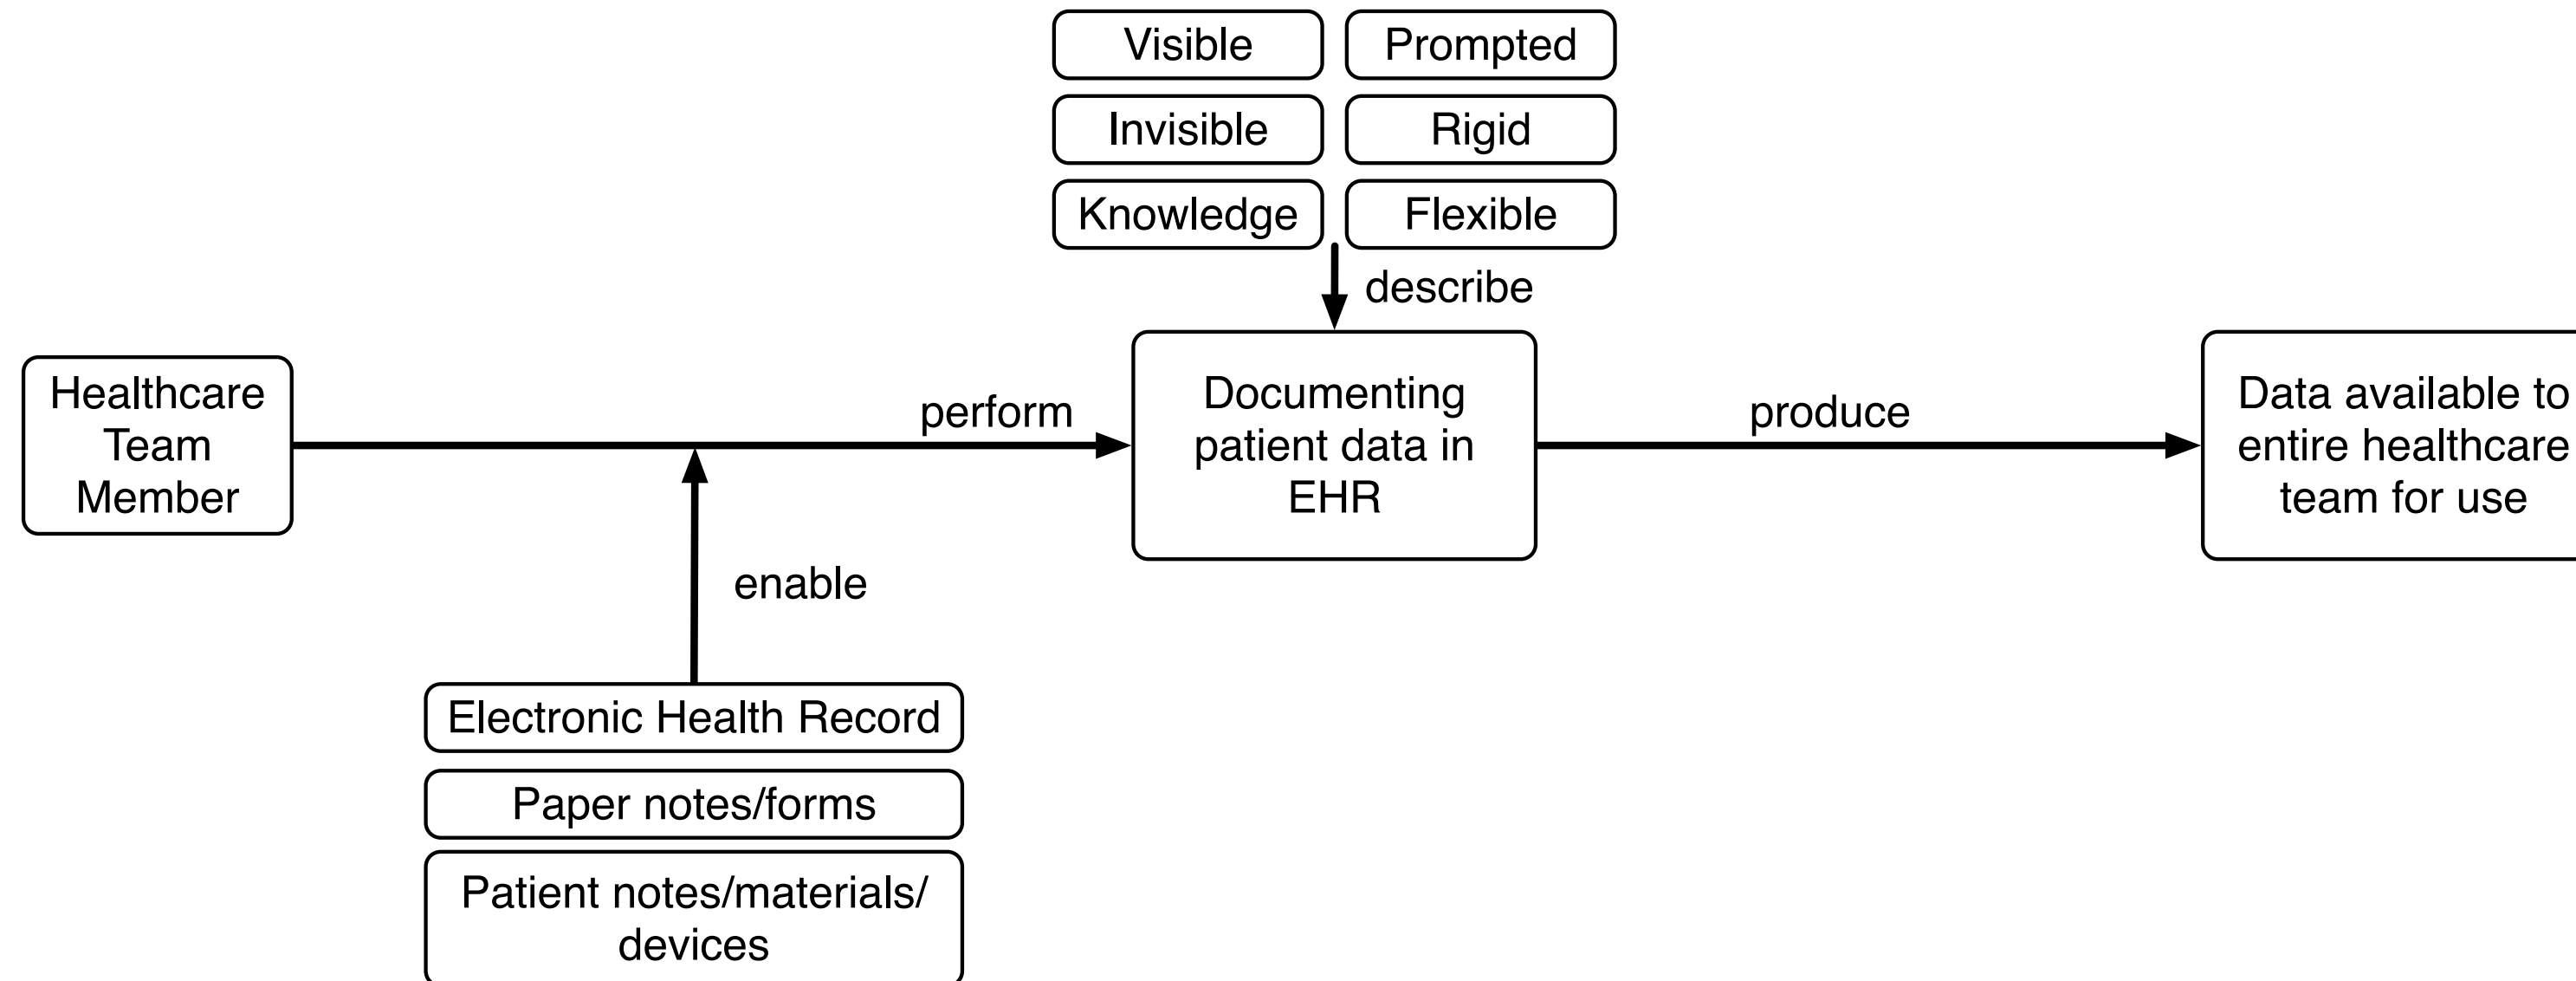 Visible
Prompted
Invisible
Rigid
Knowledge
Flexible
describe
Healthcare
Team
Member
perform
Documenting
patient data in
EHR
produce
Data available to
entire healthcare
team for use
enable
Electronic Health Record
Paper notes/forms
Patient notes/materials/
devices